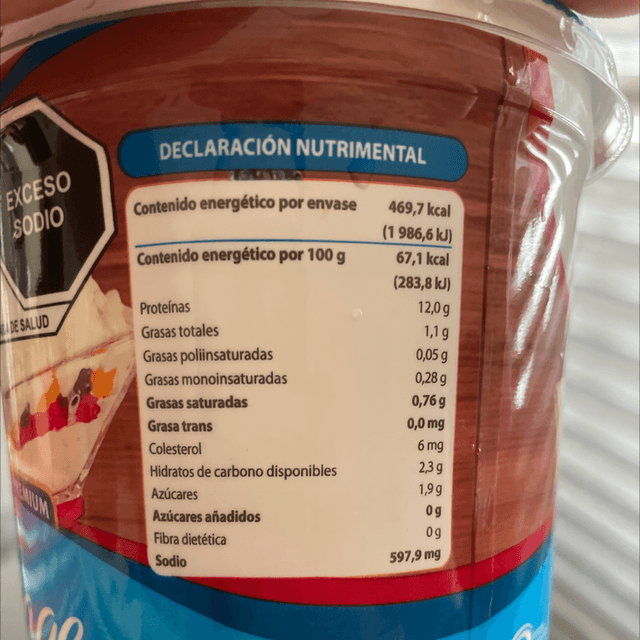 EXCESO
SODIO
DE SALUD
DECLARACIÓN NUTRIMENTAL
Contenido energético por envase 469,7 kcal
(1 986,6 kJ)
Contenido energético por 100 g 67,1 kcal
(283,8 kJ)
Proteínas 12,0 g
Grasas totales 1,1 g
Grasas poliinsaturadas 0,05 g
Grasas monoinsaturadas 0,28 g
Grasas saturadas 0,76 g
Grasa trans 0,0 mg
Colesterol 6 mg
Hidratos de carbono disponibles 2,3 g
Azúcares 1,9 g
Azúcares añadidos 0 g
Fibra dietética 0 g
Sodio 597,9 mg